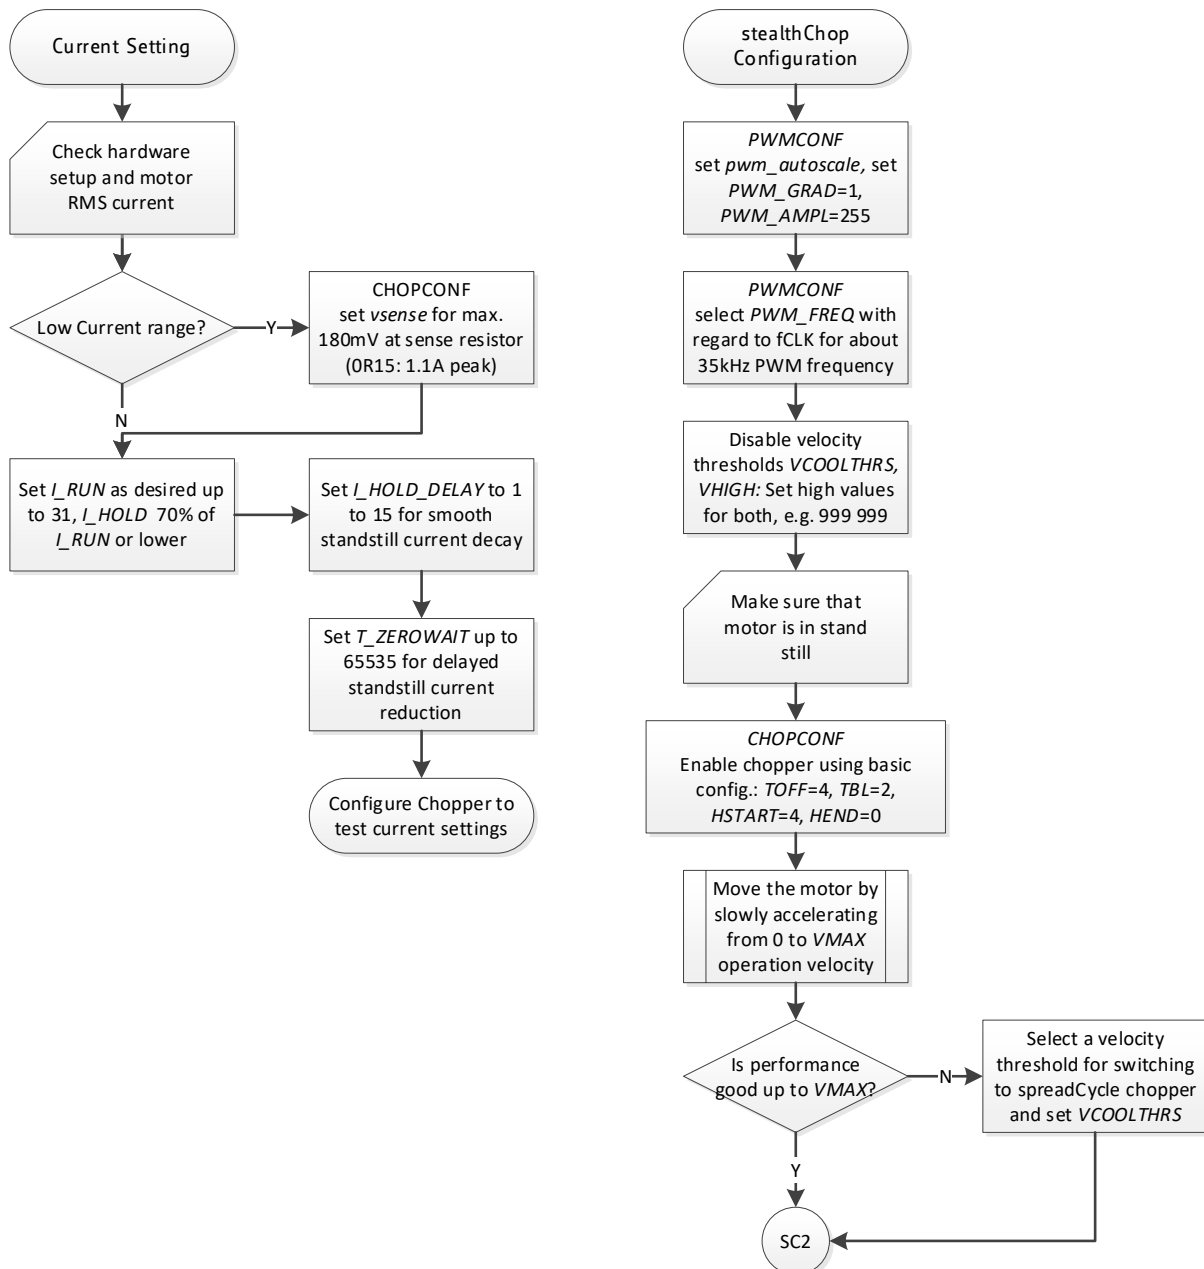 Current Setting
Check hardware
setup and motor
RMS current
Low Current range?
Y
CHOPCONF
set vsense for max.
180mV at sense resistor
(0R15: 1.1A peak)
N
Set I_RUN as desired up
to 31, I_HOLD 70% of
I_RUN or lower
Set I_HOLD_DELAY to 1
to 15 for smooth
standstill current decay
Set T_ZEROWAIT up to
65535 for delayed
standstill current
reduction
Configure Chopper to
test current settings
stealthChop
Configuration
PWMCONF
set pwm_autoscale, set
PWM_GRAD=1,
PWM_AMPL=255
PWMCONF
select PWM_FREQ with
regard to fCLK for about
35kHz PWM frequency
Disable velocity
thresholds VCOOLTHRS,
VHIGH: Set high values
for both, e.g. 999 999
Make sure that
motor is in stand
still
CHOPCONF
Enable chopper using basic
config.: TOFF=4, TBL=2,
HSTART=4, HEND=0
Move the motor by
slowly accelerating
from 0 to VMAX
operation velocity
Is performance
good up to VMAX?
N
Select a velocity
threshold for switching
to spreadCycle chopper
and set VCOOLTHRS
Y
SC2